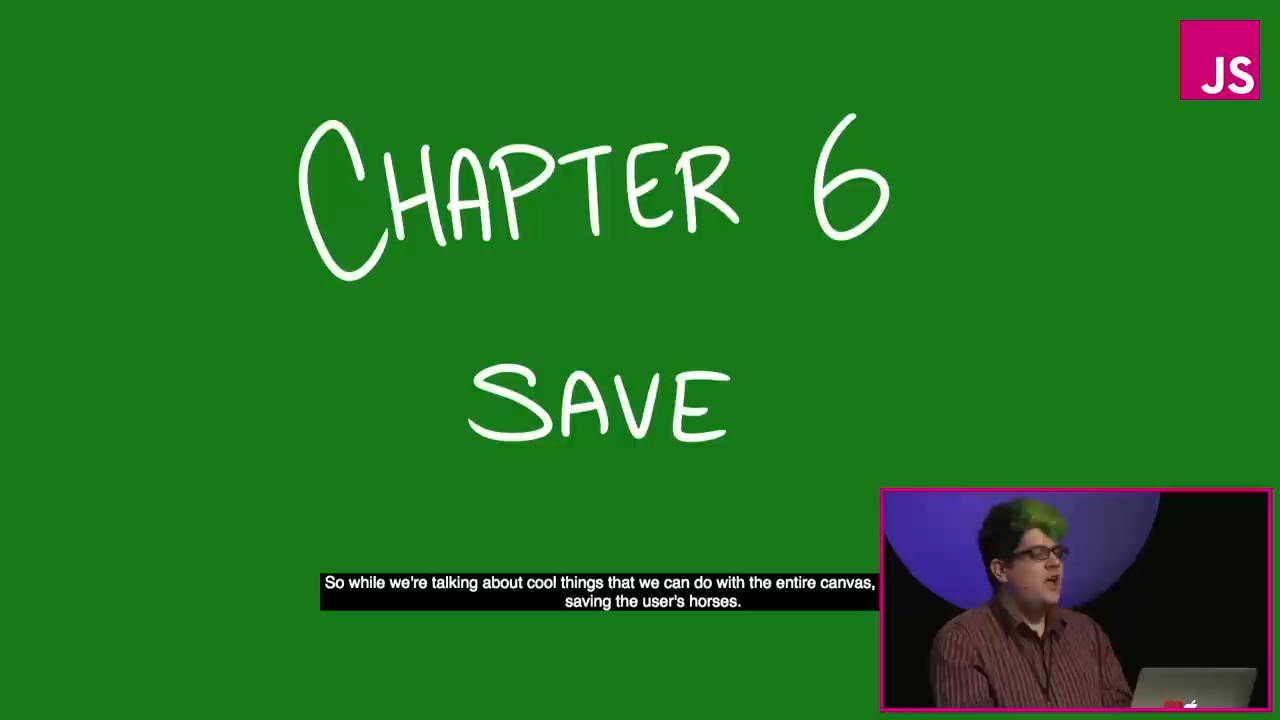 JS
CHAPTER 6
SAVE
So while we're talking about cool things that we can do with the entire canvas,
saving the user's horses.